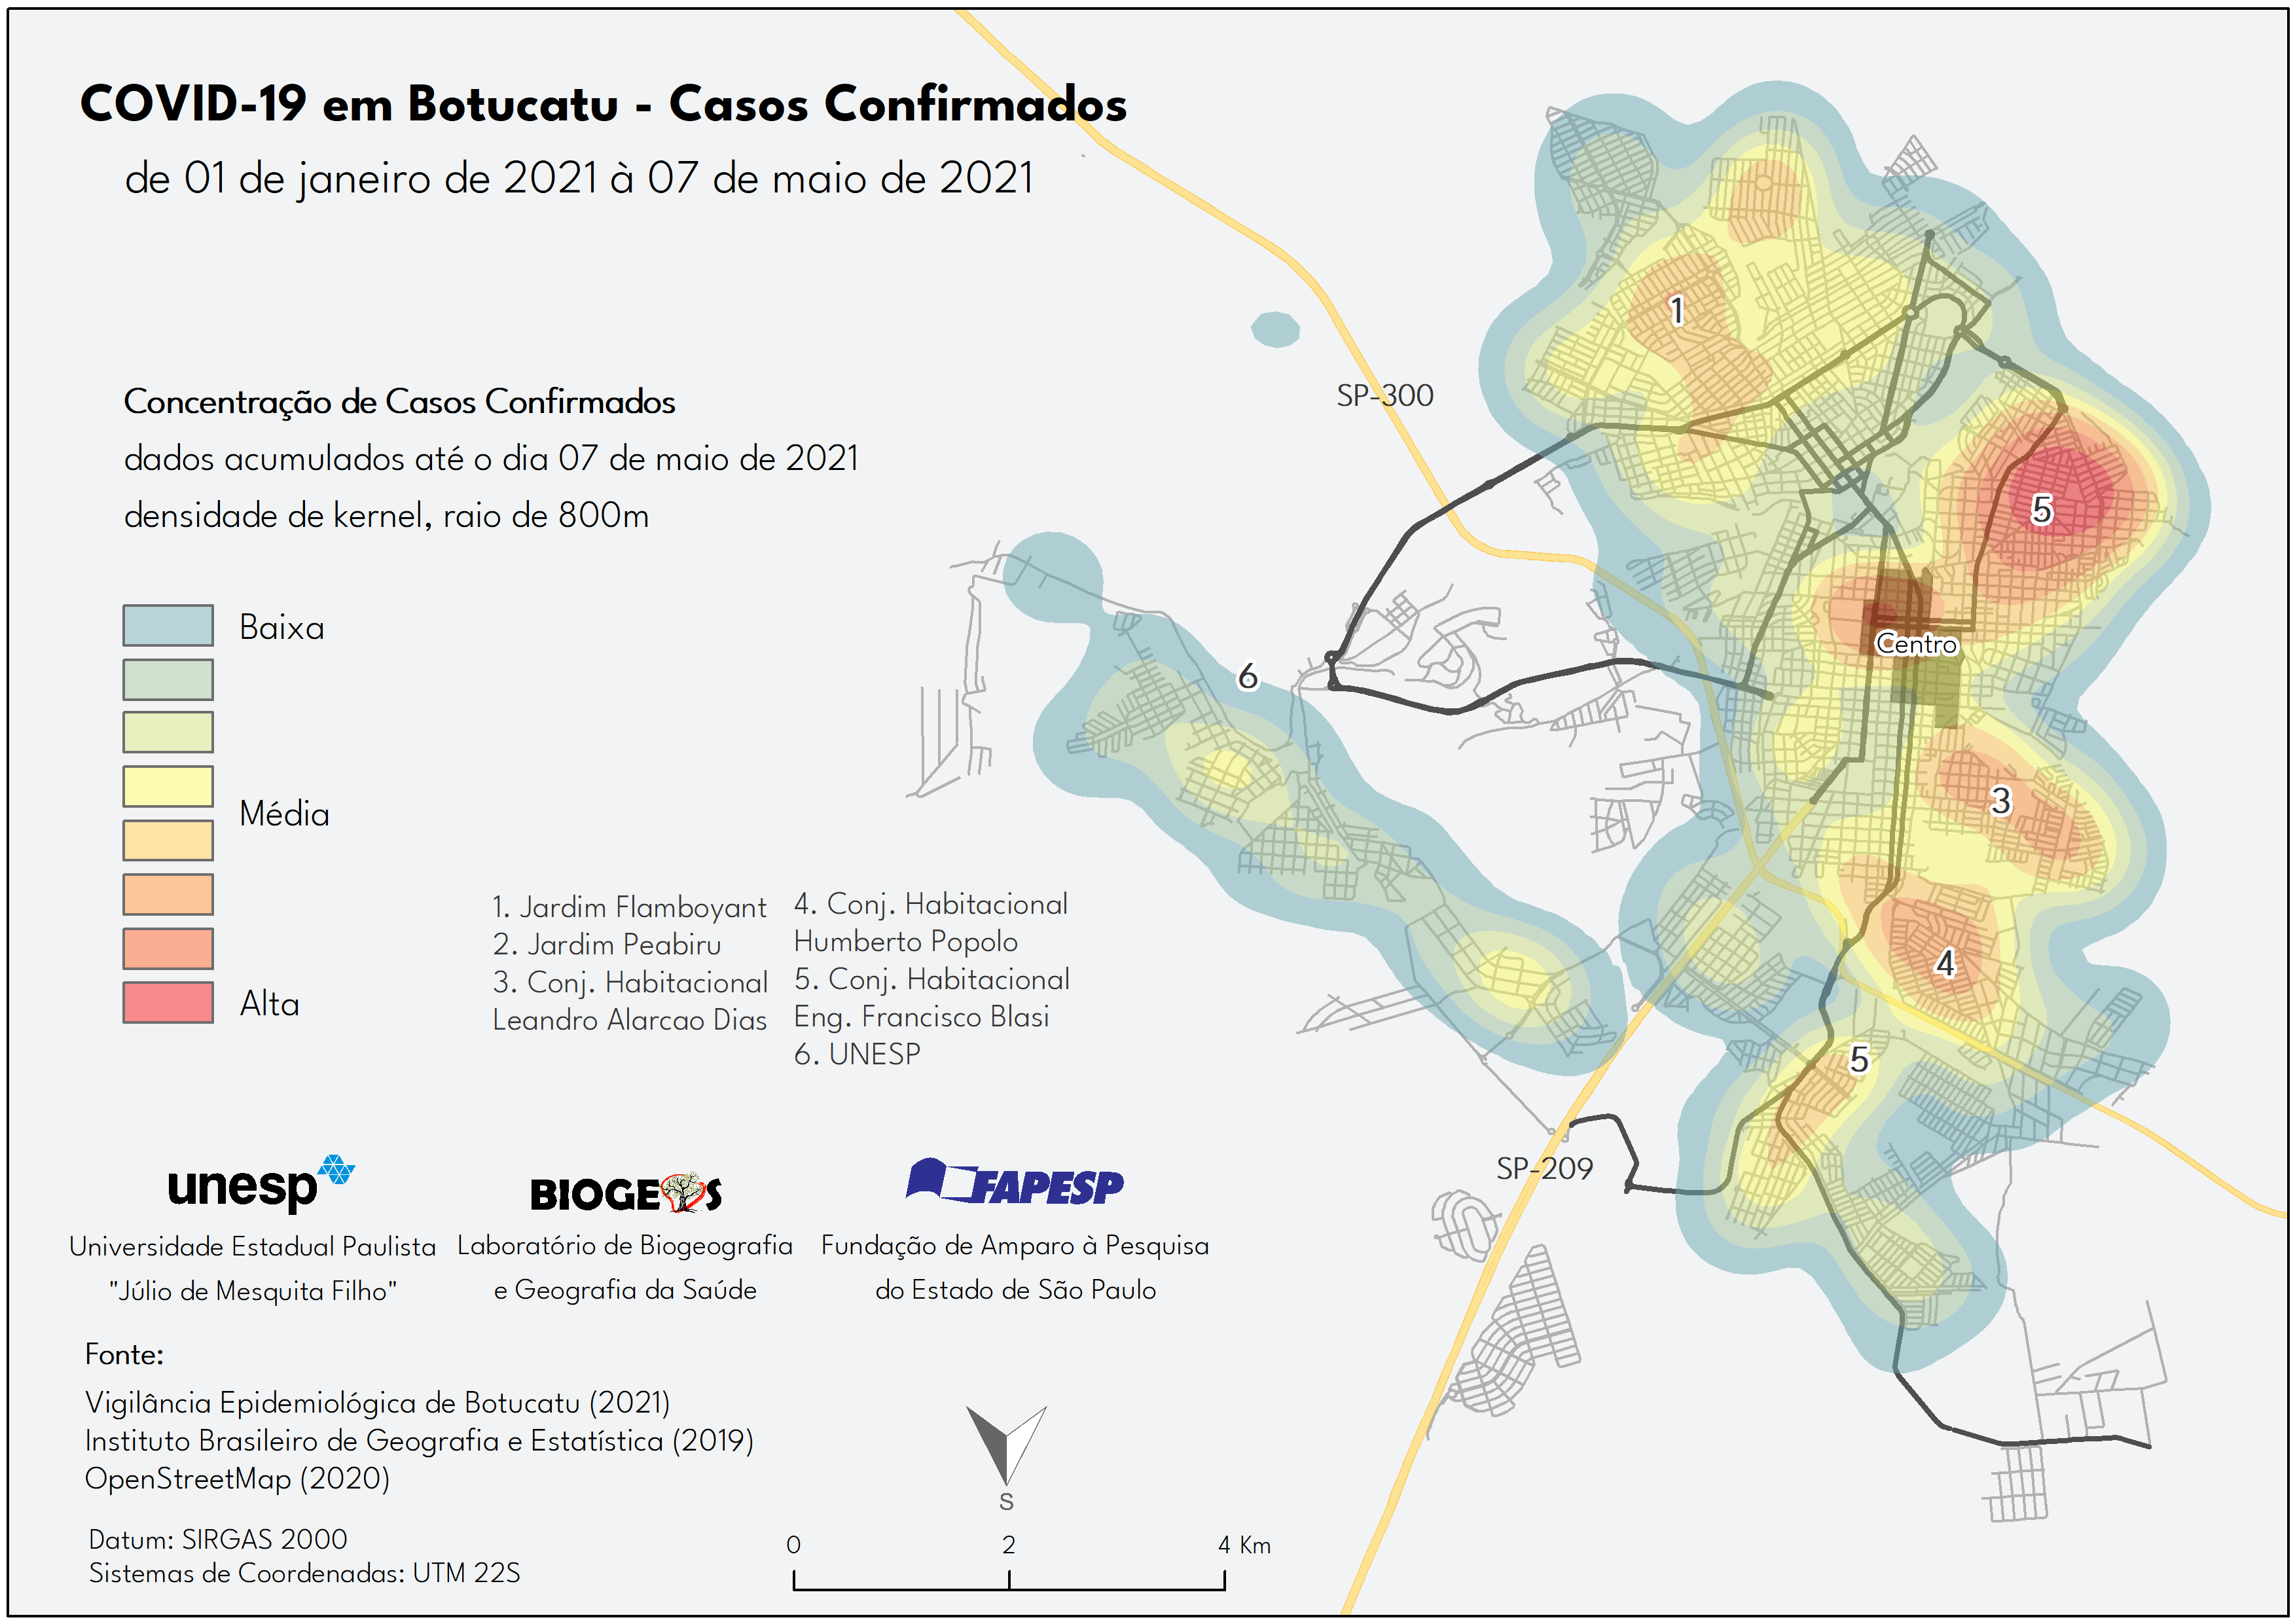 COVID-19 em Botucatu - Casos Confirmados
de 01 de janeiro de 2021 à 07 de maio de 2021
Concentração de Casos Confirmados
dados acumulados até o dia 07 de maio de 2021
densidade de kernel, raio de 800m
Baixa
Média
Alta
1. Jardim Flamboyant
2. Jardim Peabiru
3. Conj. Habitacional
Leandro Alarcao Dias
4. Conj. Habitacional
Humberto Popolo
5. Conj. Habitacional
Eng. Francisco Blasi
6. UNESP
1
SP-300
5
Centro
6
3
4
5
SP-209
unesp
Universidade Estadual Paulista
"Júlio de Mesquita Filho"
BIOGEOS
Laboratório de Biogeografia
e Geografia da Saúde
FAPESP
Fundação de Amparo à Pesquisa
do Estado de São Paulo
Fonte:
Vigilância Epidemiológica de Botucatu (2021)
Instituto Brasileiro de Geografia e Estatística (2019)
OpenStreetMap (2020)
Datum: SIRGAS 2000
Sistemas de Coordenadas: UTM 22S
S
0 2 4 Km